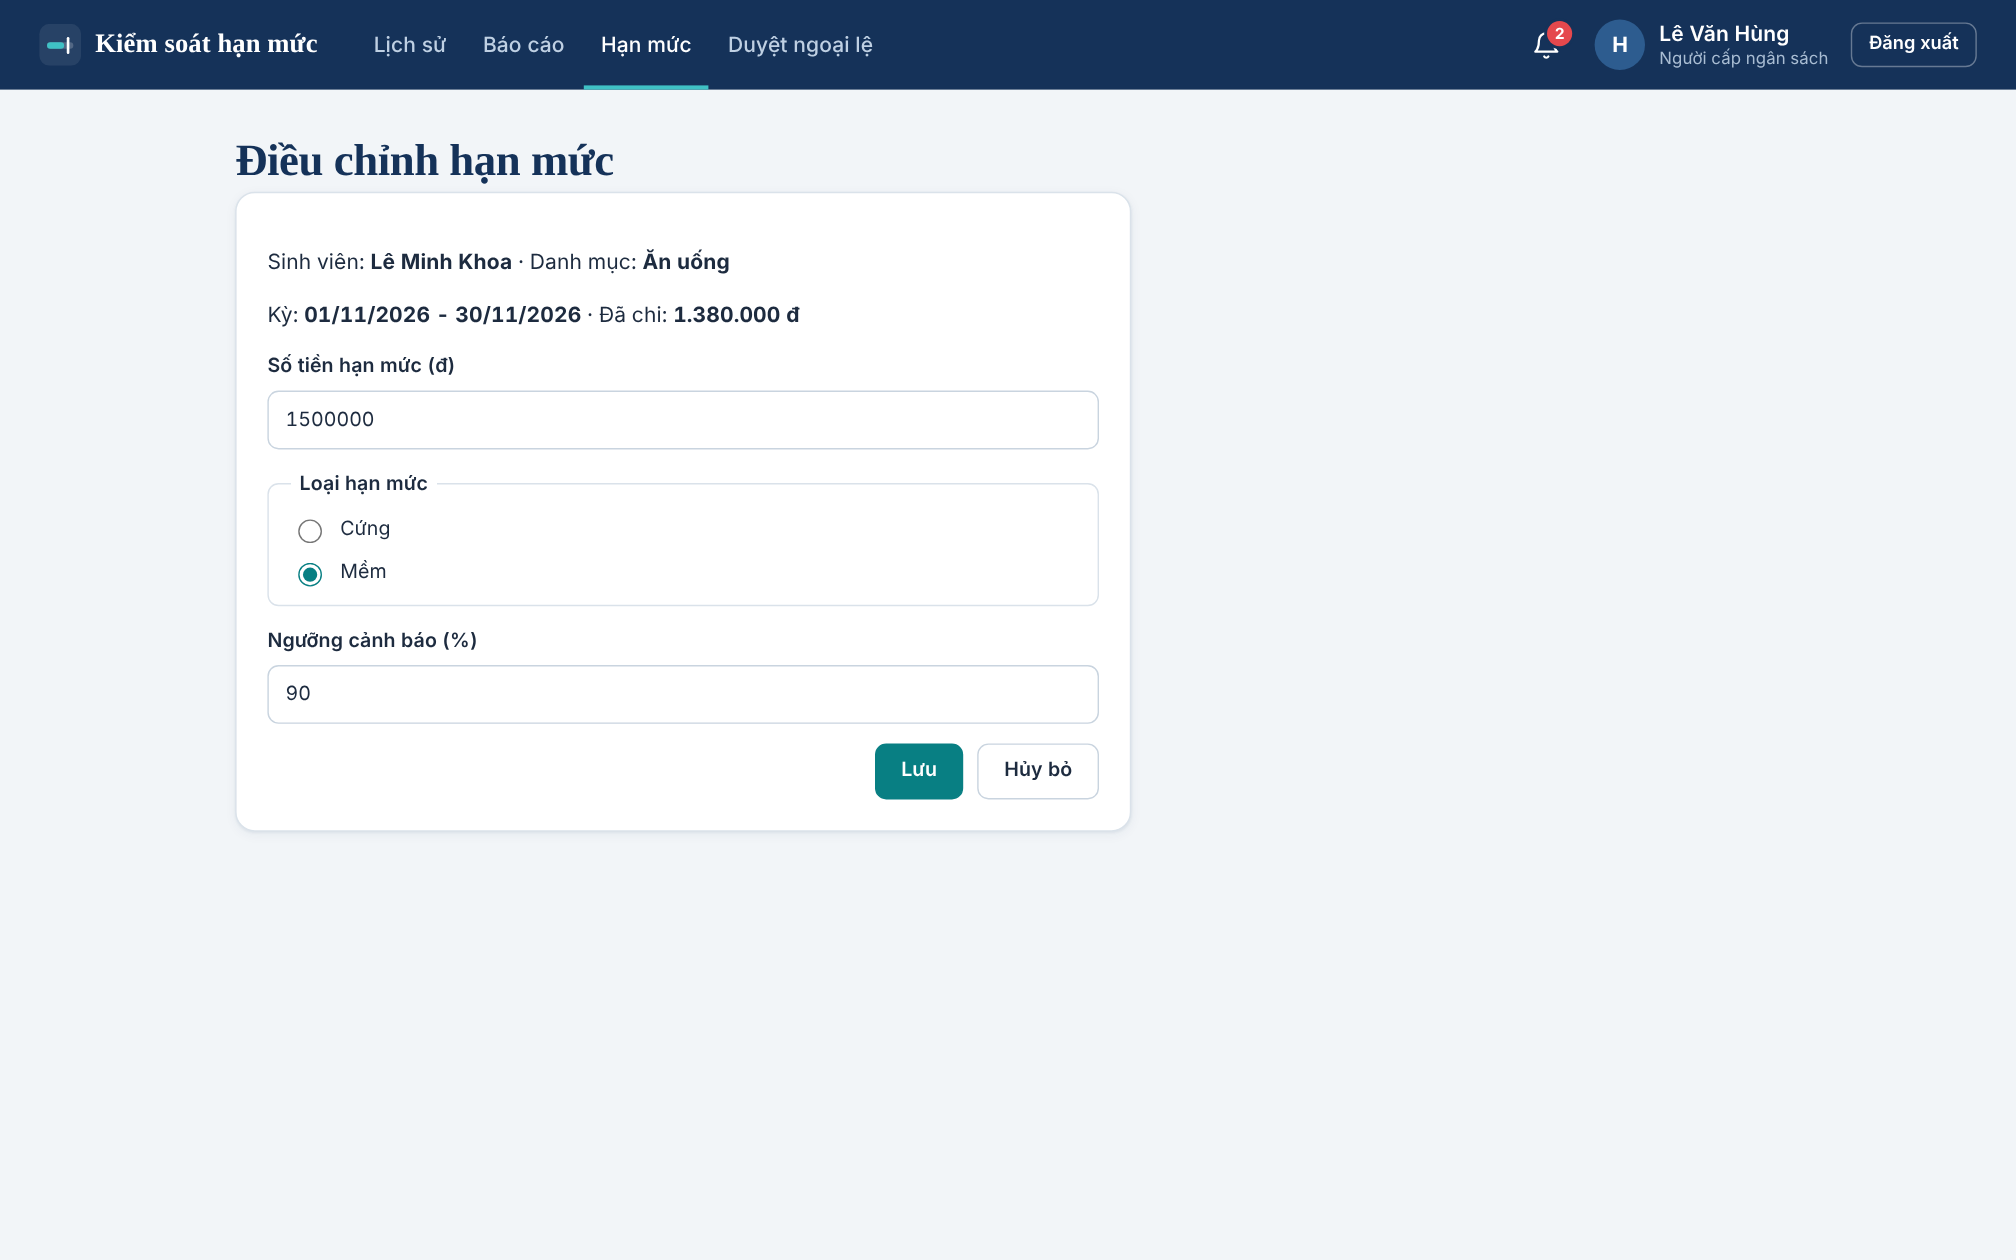 Kiểm soát hạn mức
Lịch sử
Báo cáo
Hạn mức
Duyệt ngoại lệ
2
H
Lê Văn Hùng
Người cấp ngân sách
Đăng xuất
Điều chỉnh hạn mức
Sinh viên: Lê Minh Khoa · Danh mục: Ăn uống
Kỳ: 01/11/2026 - 30/11/2026 · Đã chi: 1.380.000 đ
Số tiền hạn mức (đ)
1500000
Loại hạn mức
Cứng
Mềm
Ngưỡng cảnh báo (%)
90
Lưu
Hủy bỏ